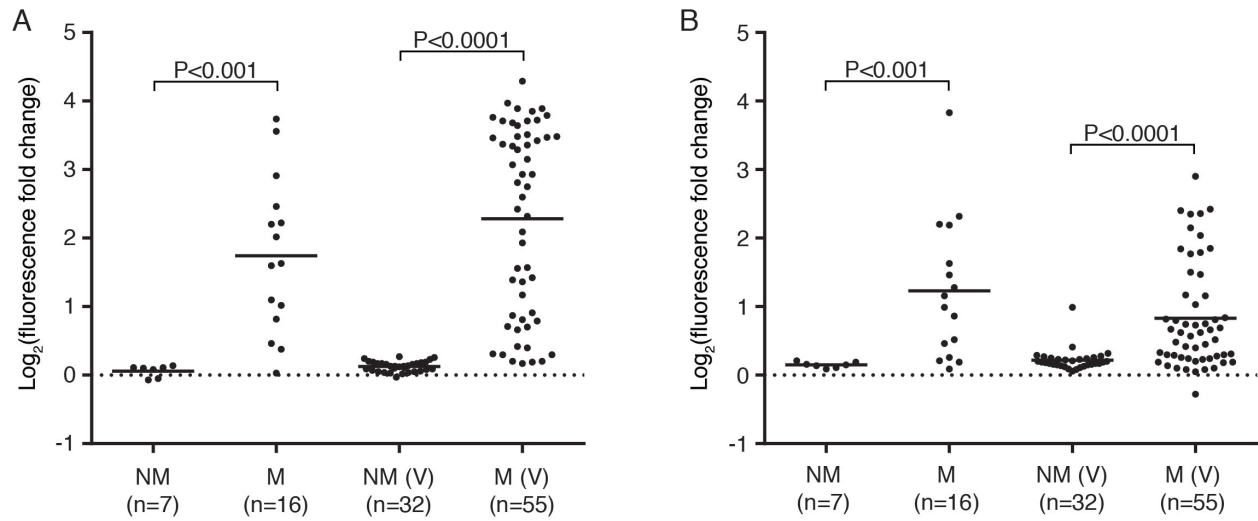 A
Log2(fluorescence fold change)
5
4
3
2
1
0
-1
P<0.001
P<0.0001
NM
(n=7)
M
(n=16)
NM (V)
(n=32)
M (V)
(n=55)
B
Log2(fluorescence fold change)
5
4
3
2
1
0
-1
P<0.001
P<0.0001
NM
(n=7)
M
(n=16)
NM (V)
(n=32)
M (V)
(n=55)